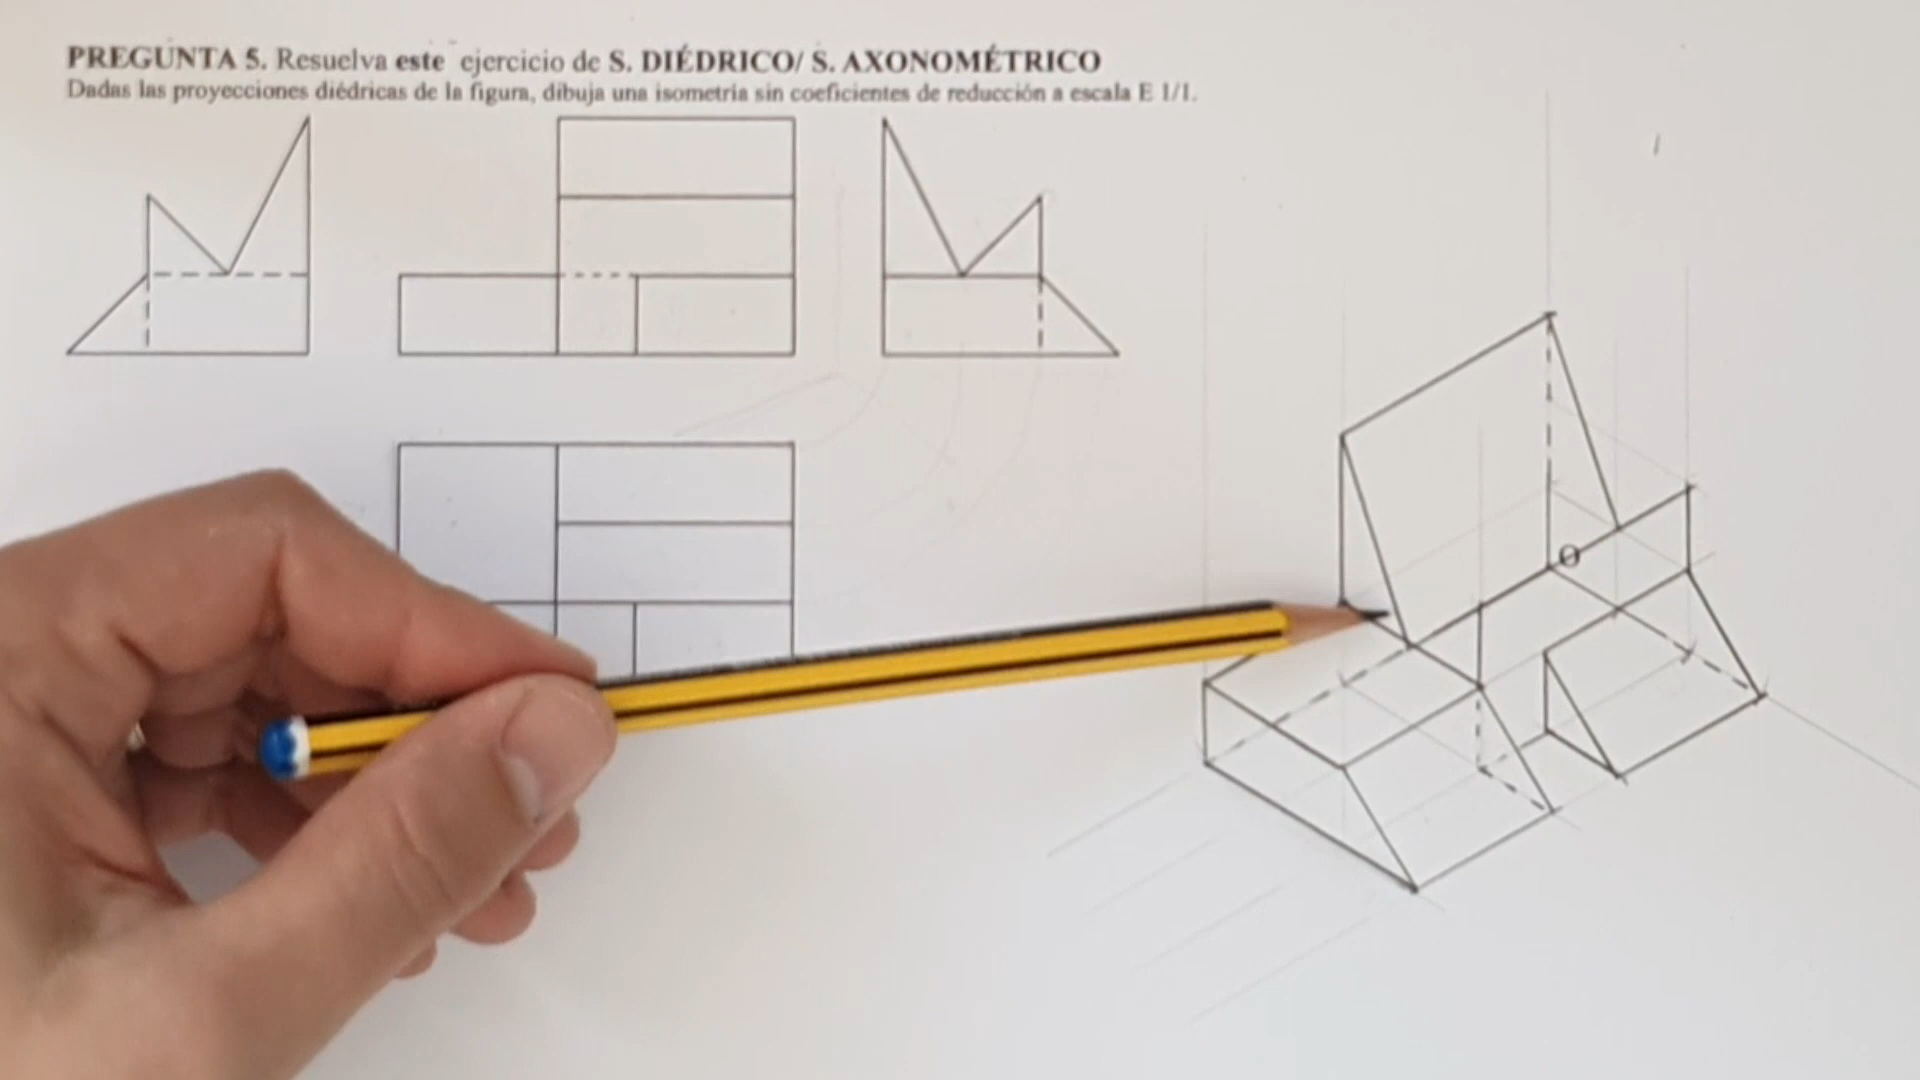 PREGUNTA 5. Resuelva este ejercicio de S. DIÉDRICO/ S. AXONOMÉTRICO
Dadas las proyecciones diédricas de la figura, dibuja una isometría sin coeficientes de reducción a escala E 1/1.
O